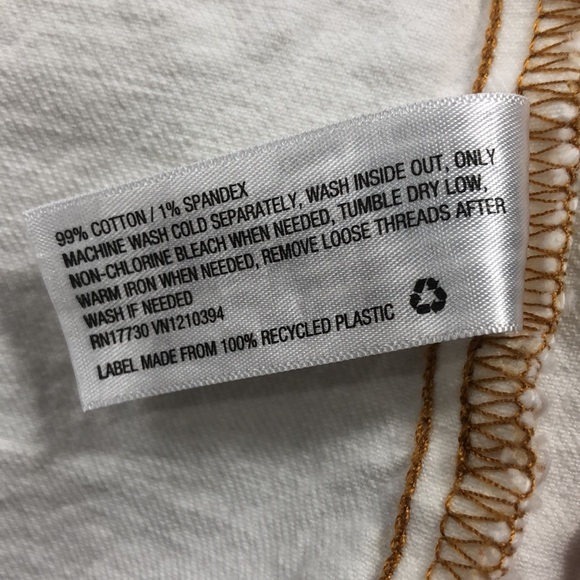 99% COTTON / 1% SPANDEX
MACHINE WASH COLD SEPARATELY, WASH INSIDE OUT, ONLY
NON-CHLORINE BLEACH WHEN NEEDED, TUMBLE DRY LOW,
WARM IRON WHEN NEEDED, REMOVE LOOSE THREADS AFTER
WASH IF NEEDED
RN17730 VN1210394
LABEL MADE FROM 100% RECYCLED PLASTIC